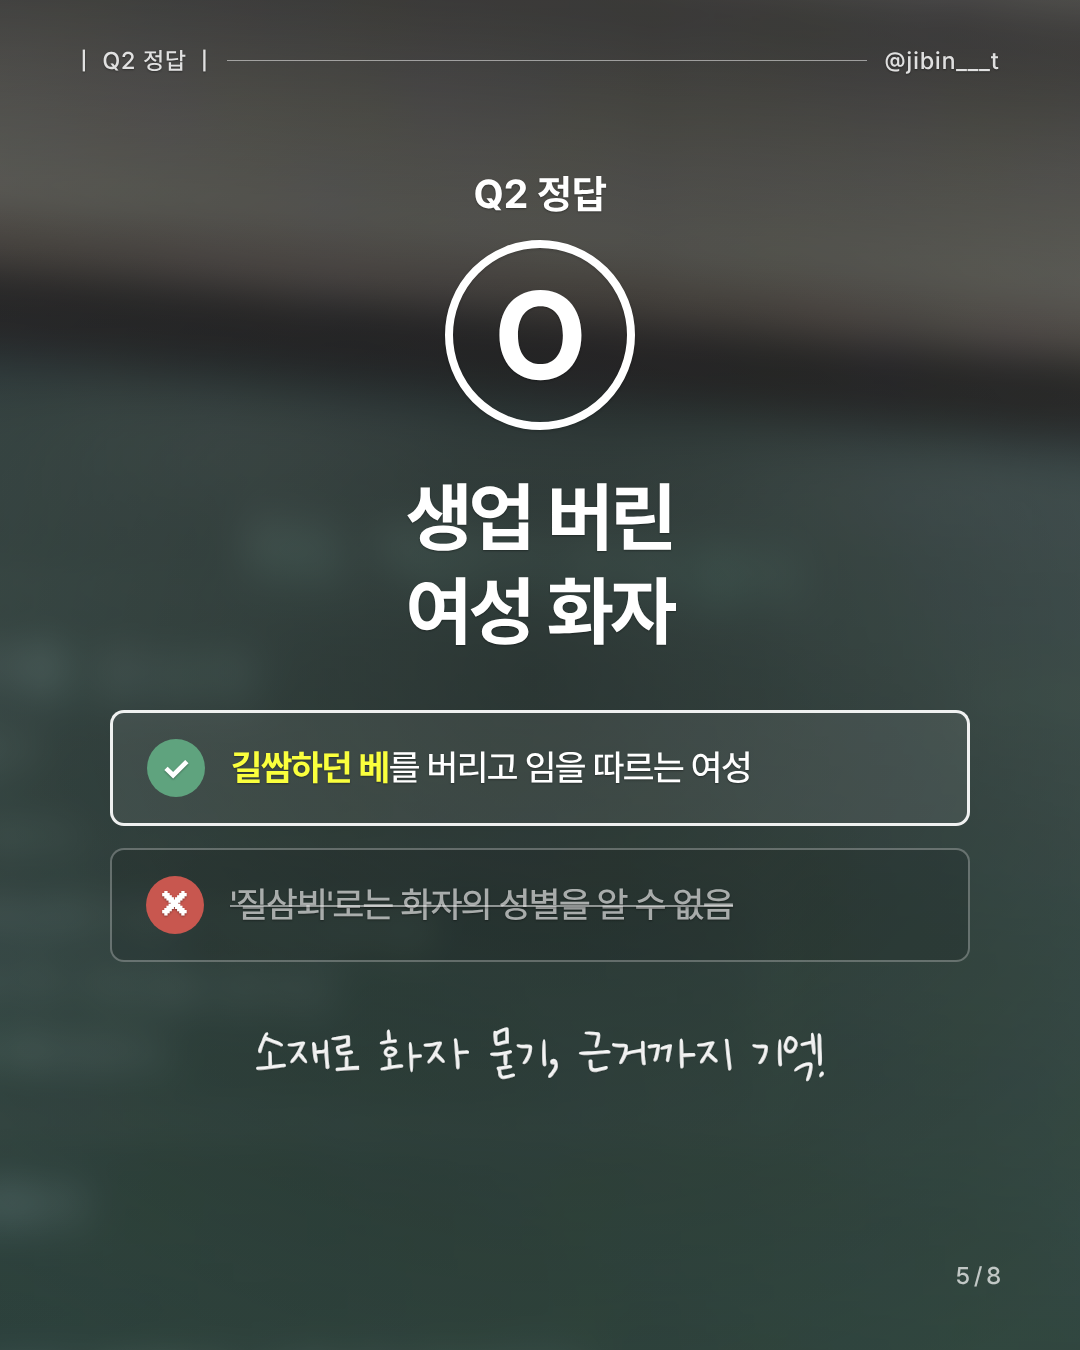 | Q2 정답 |
@jibin___t
Q2 정답
O
생업 버린
여성 화자
길쌈하던 베를 버리고 임을 따르는 여성
'질삼뵈'로는 화자의 성별을 알 수 없음
소재로 화자 묻기, 근거까지 기억!
5/8